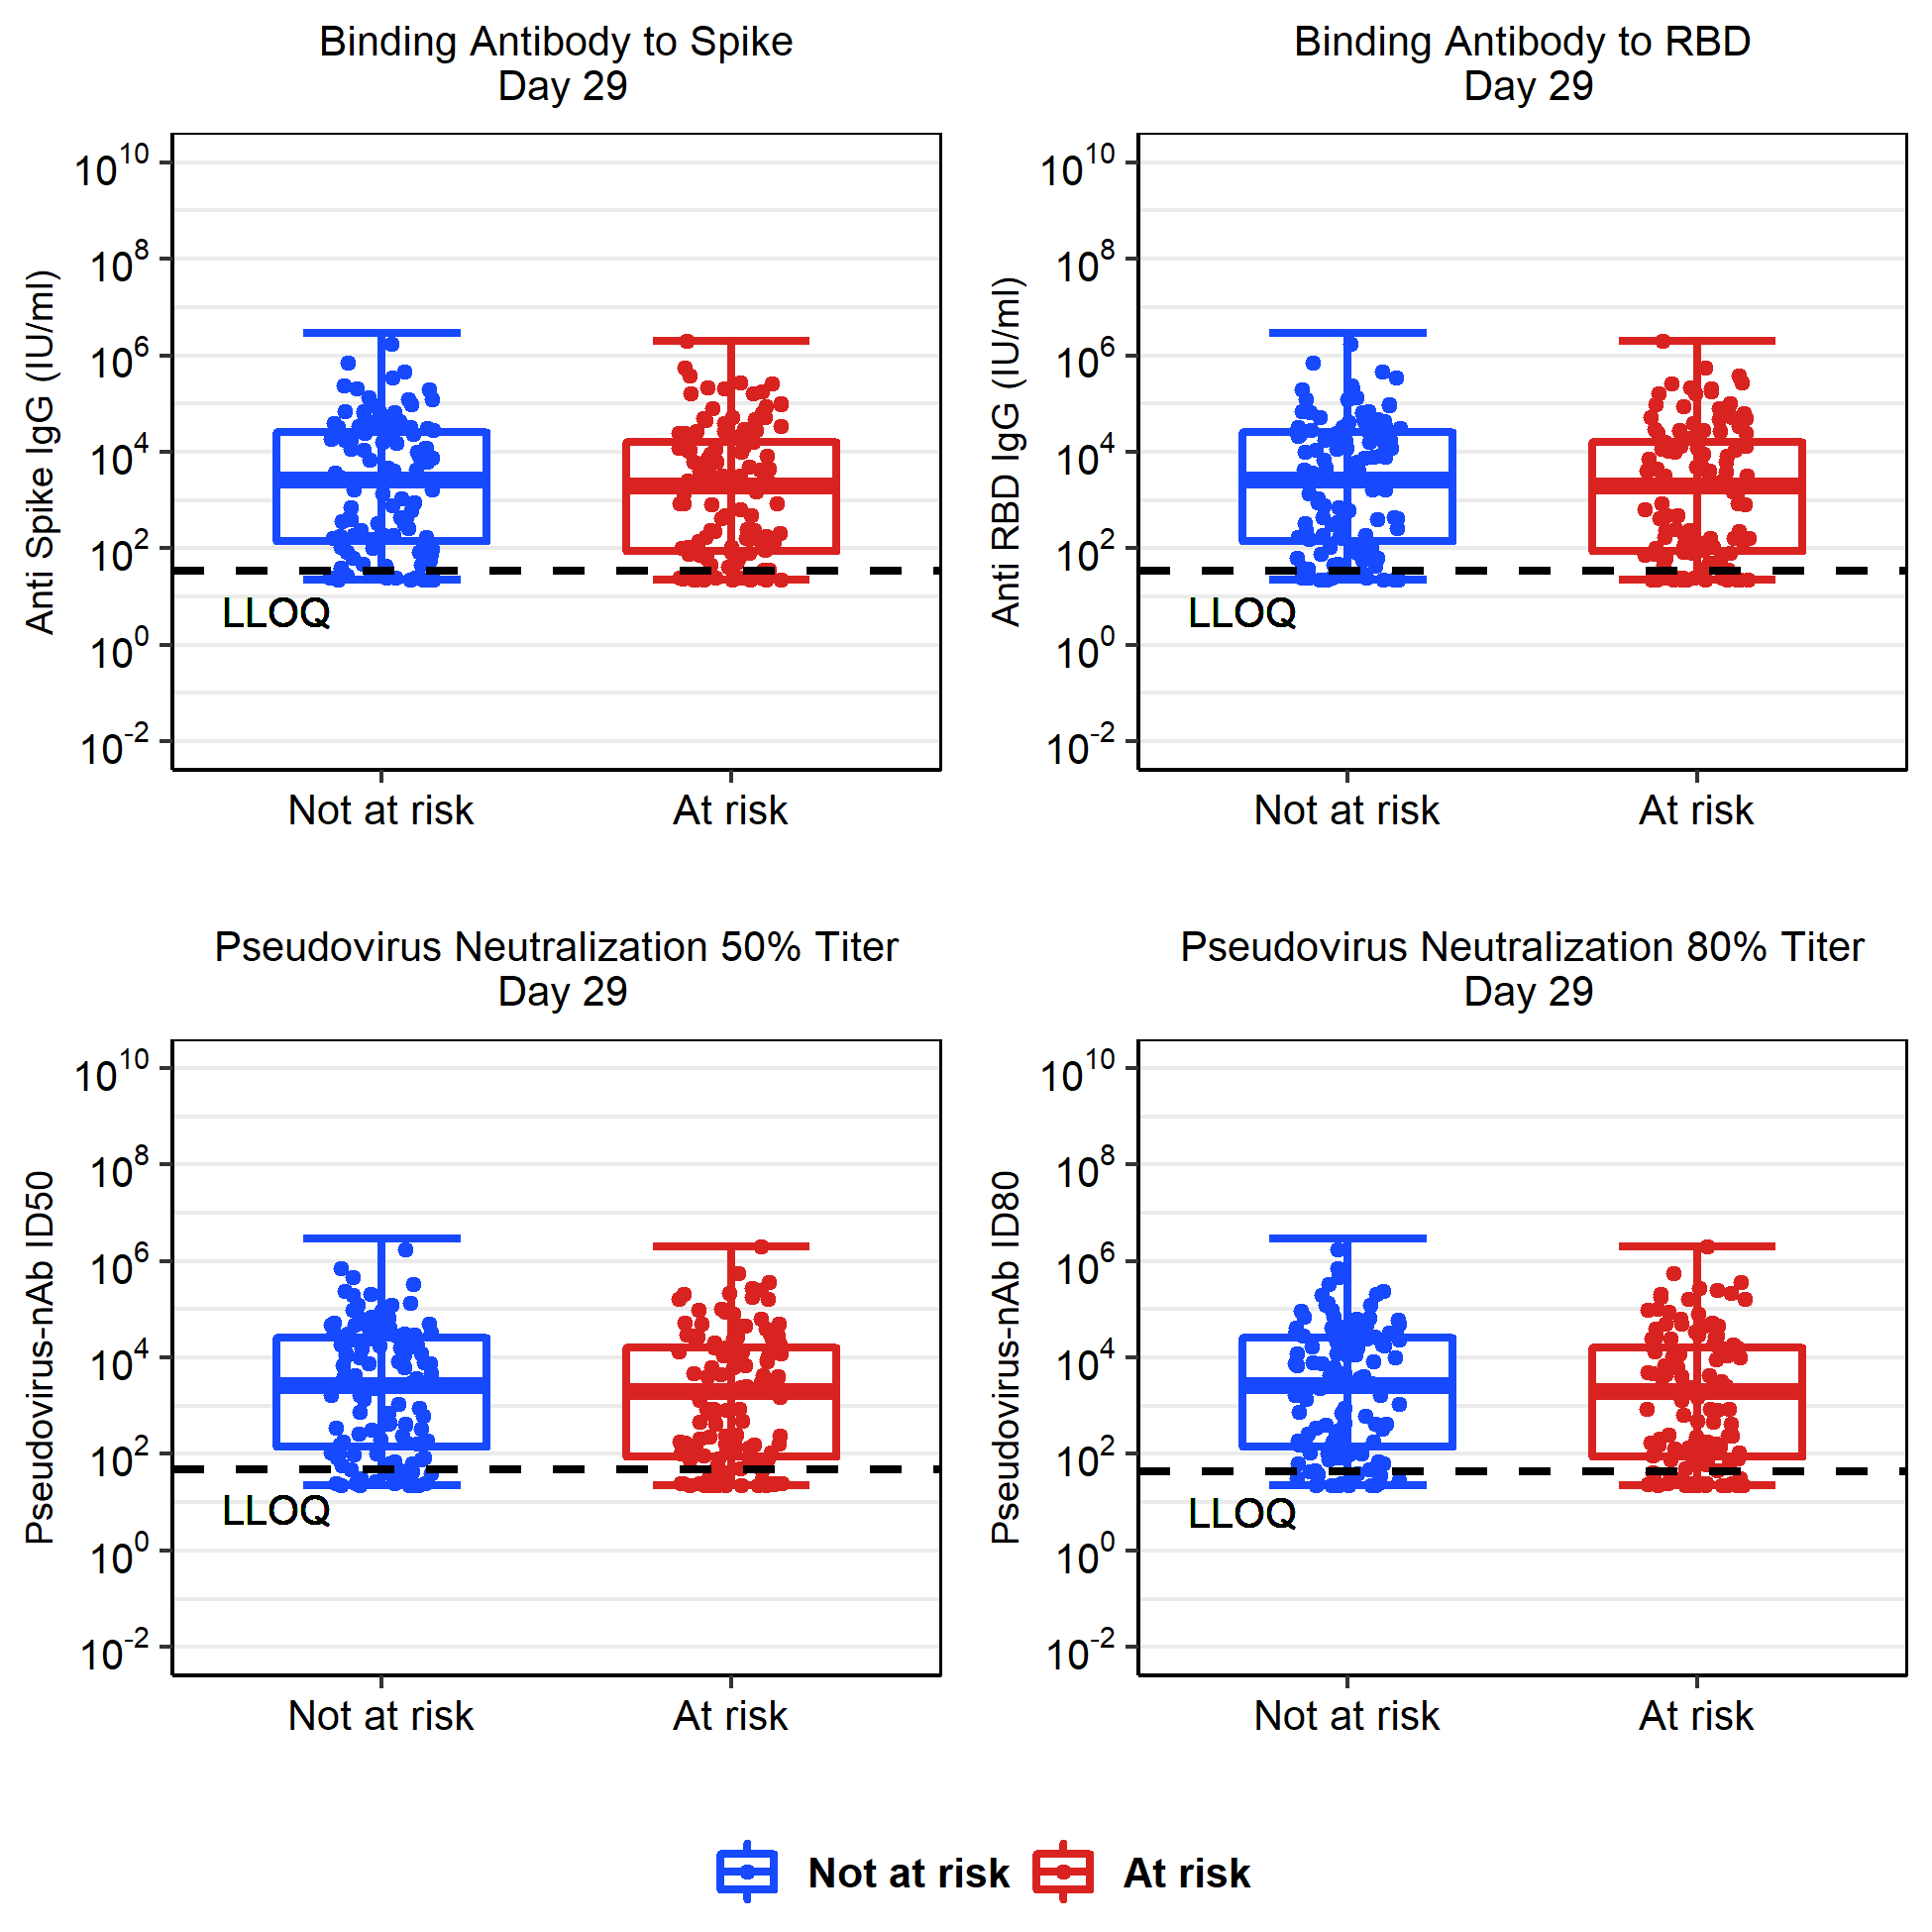 Binding Antibody to Spike
Day 29
Anti Spike IgG (IU/ml)
10^10
10^8
10^6
10^4
10^2
10^0
10^-2
LLOQ
Not at risk At risk
Binding Antibody to RBD
Day 29
Anti RBD IgG (IU/ml)
10^10
10^8
10^6
10^4
10^2
10^0
10^-2
LLOQ
Not at risk At risk
Pseudovirus Neutralization 50% Titer
Day 29
Pseudovirus-nAb ID50
10^10
10^8
10^6
10^4
10^2
10^0
10^-2
LLOQ
Not at risk At risk
Pseudovirus Neutralization 80% Titer
Day 29
Pseudovirus-nAb ID80
10^10
10^8
10^6
10^4
10^2
10^0
10^-2
LLOQ
Not at risk At risk
Not at risk At risk